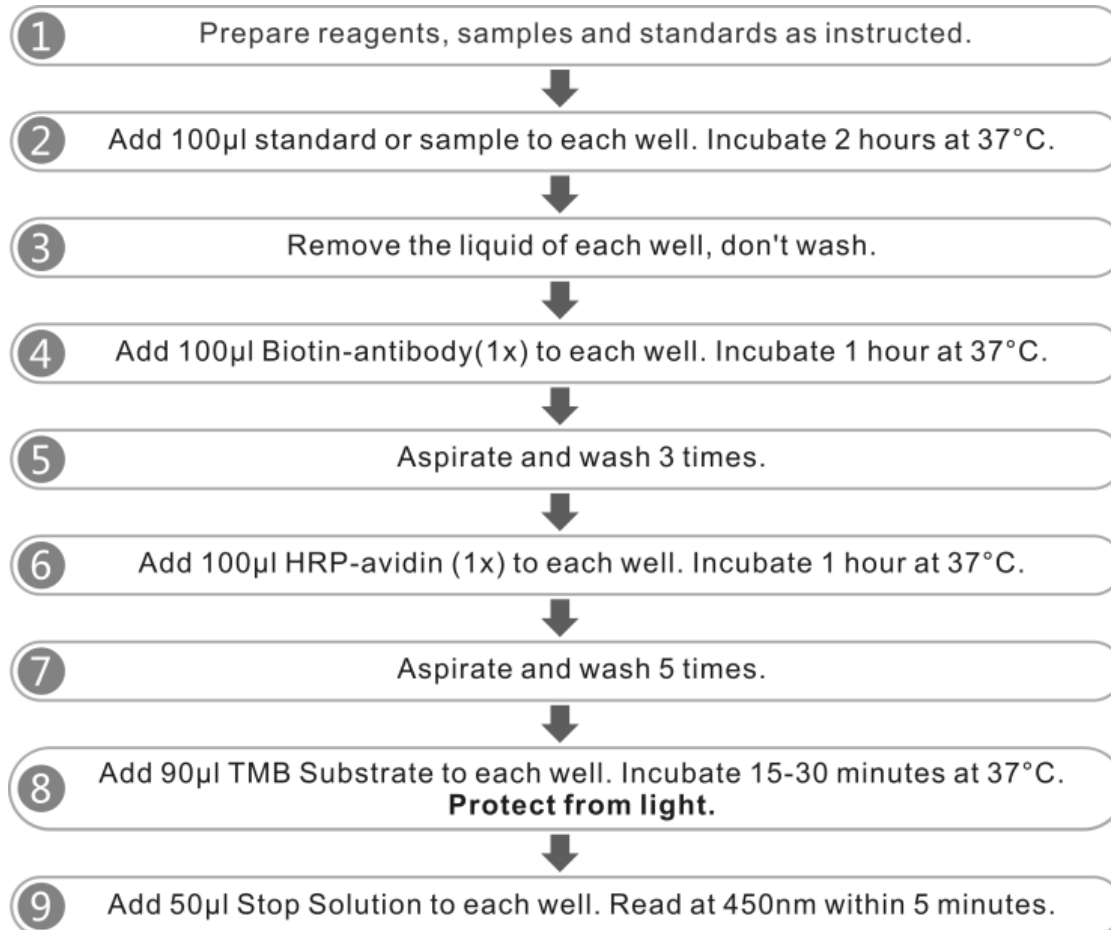 1 Prepare reagents, samples and standards as instructed.
2 Add 100µl standard or sample to each well. Incubate 2 hours at 37°C.
3 Remove the liquid of each well, don't wash.
4 Add 100µl Biotin-antibody(1x) to each well. Incubate 1 hour at 37°C.
5 Aspirate and wash 3 times.
6 Add 100µl HRP-avidin (1x) to each well. Incubate 1 hour at 37°C.
7 Aspirate and wash 5 times.
8 Add 90µl TMB Substrate to each well. Incubate 15-30 minutes at 37°C.
Protect from light.
9 Add 50µl Stop Solution to each well. Read at 450nm within 5 minutes.